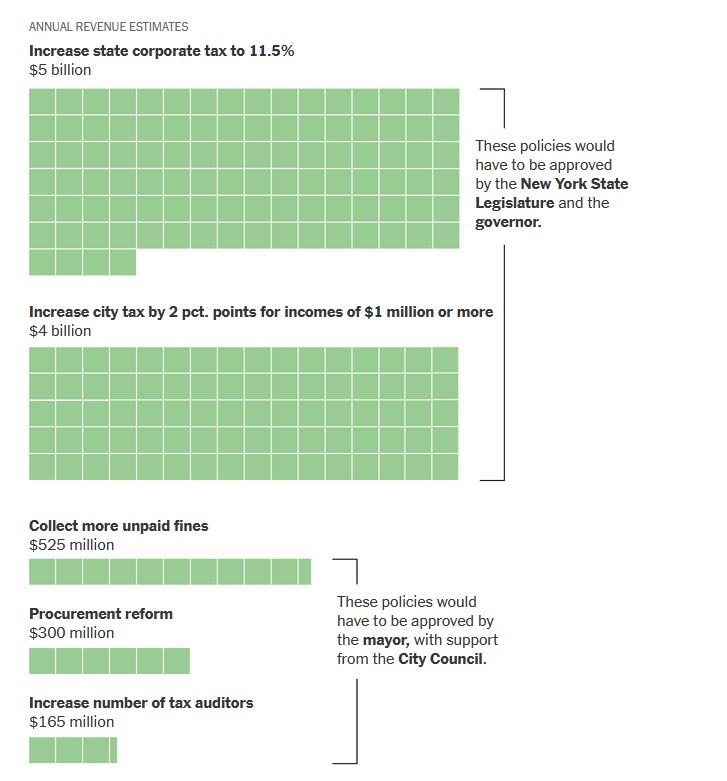 ANNUAL REVENUE ESTIMATES
Increase state corporate tax to 11.5%
$5 billion
These policies would
have to be approved
by the New York State
Legislature and the
governor.
Increase city tax by 2 pct. points for incomes of $1 million or more
$4 billion
Collect more unpaid fines
$525 million
These policies would
have to be approved by
the mayor, with support
from the City Council.
Procurement reform
$300 million
Increase number of tax auditors
$165 million